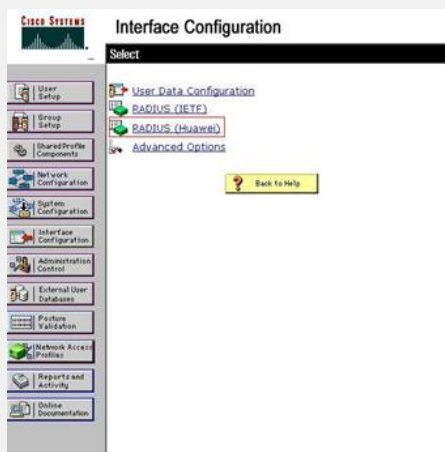 CISCO SYSTEMS
Interface Configuration
Select
User
Setup
Group
Setup
Shared Profile
Components
Network
Configuration
System
Configuration
Interface
Configuration
Administration
Control
External User
Databases
Posture
Validation
Network Access
Profiles
Reports and
Activity
Online
Documentation
User Data Configuration
RADIUS (IETF)
RADIUS (Huawei)
Advanced Options
? Back to Help